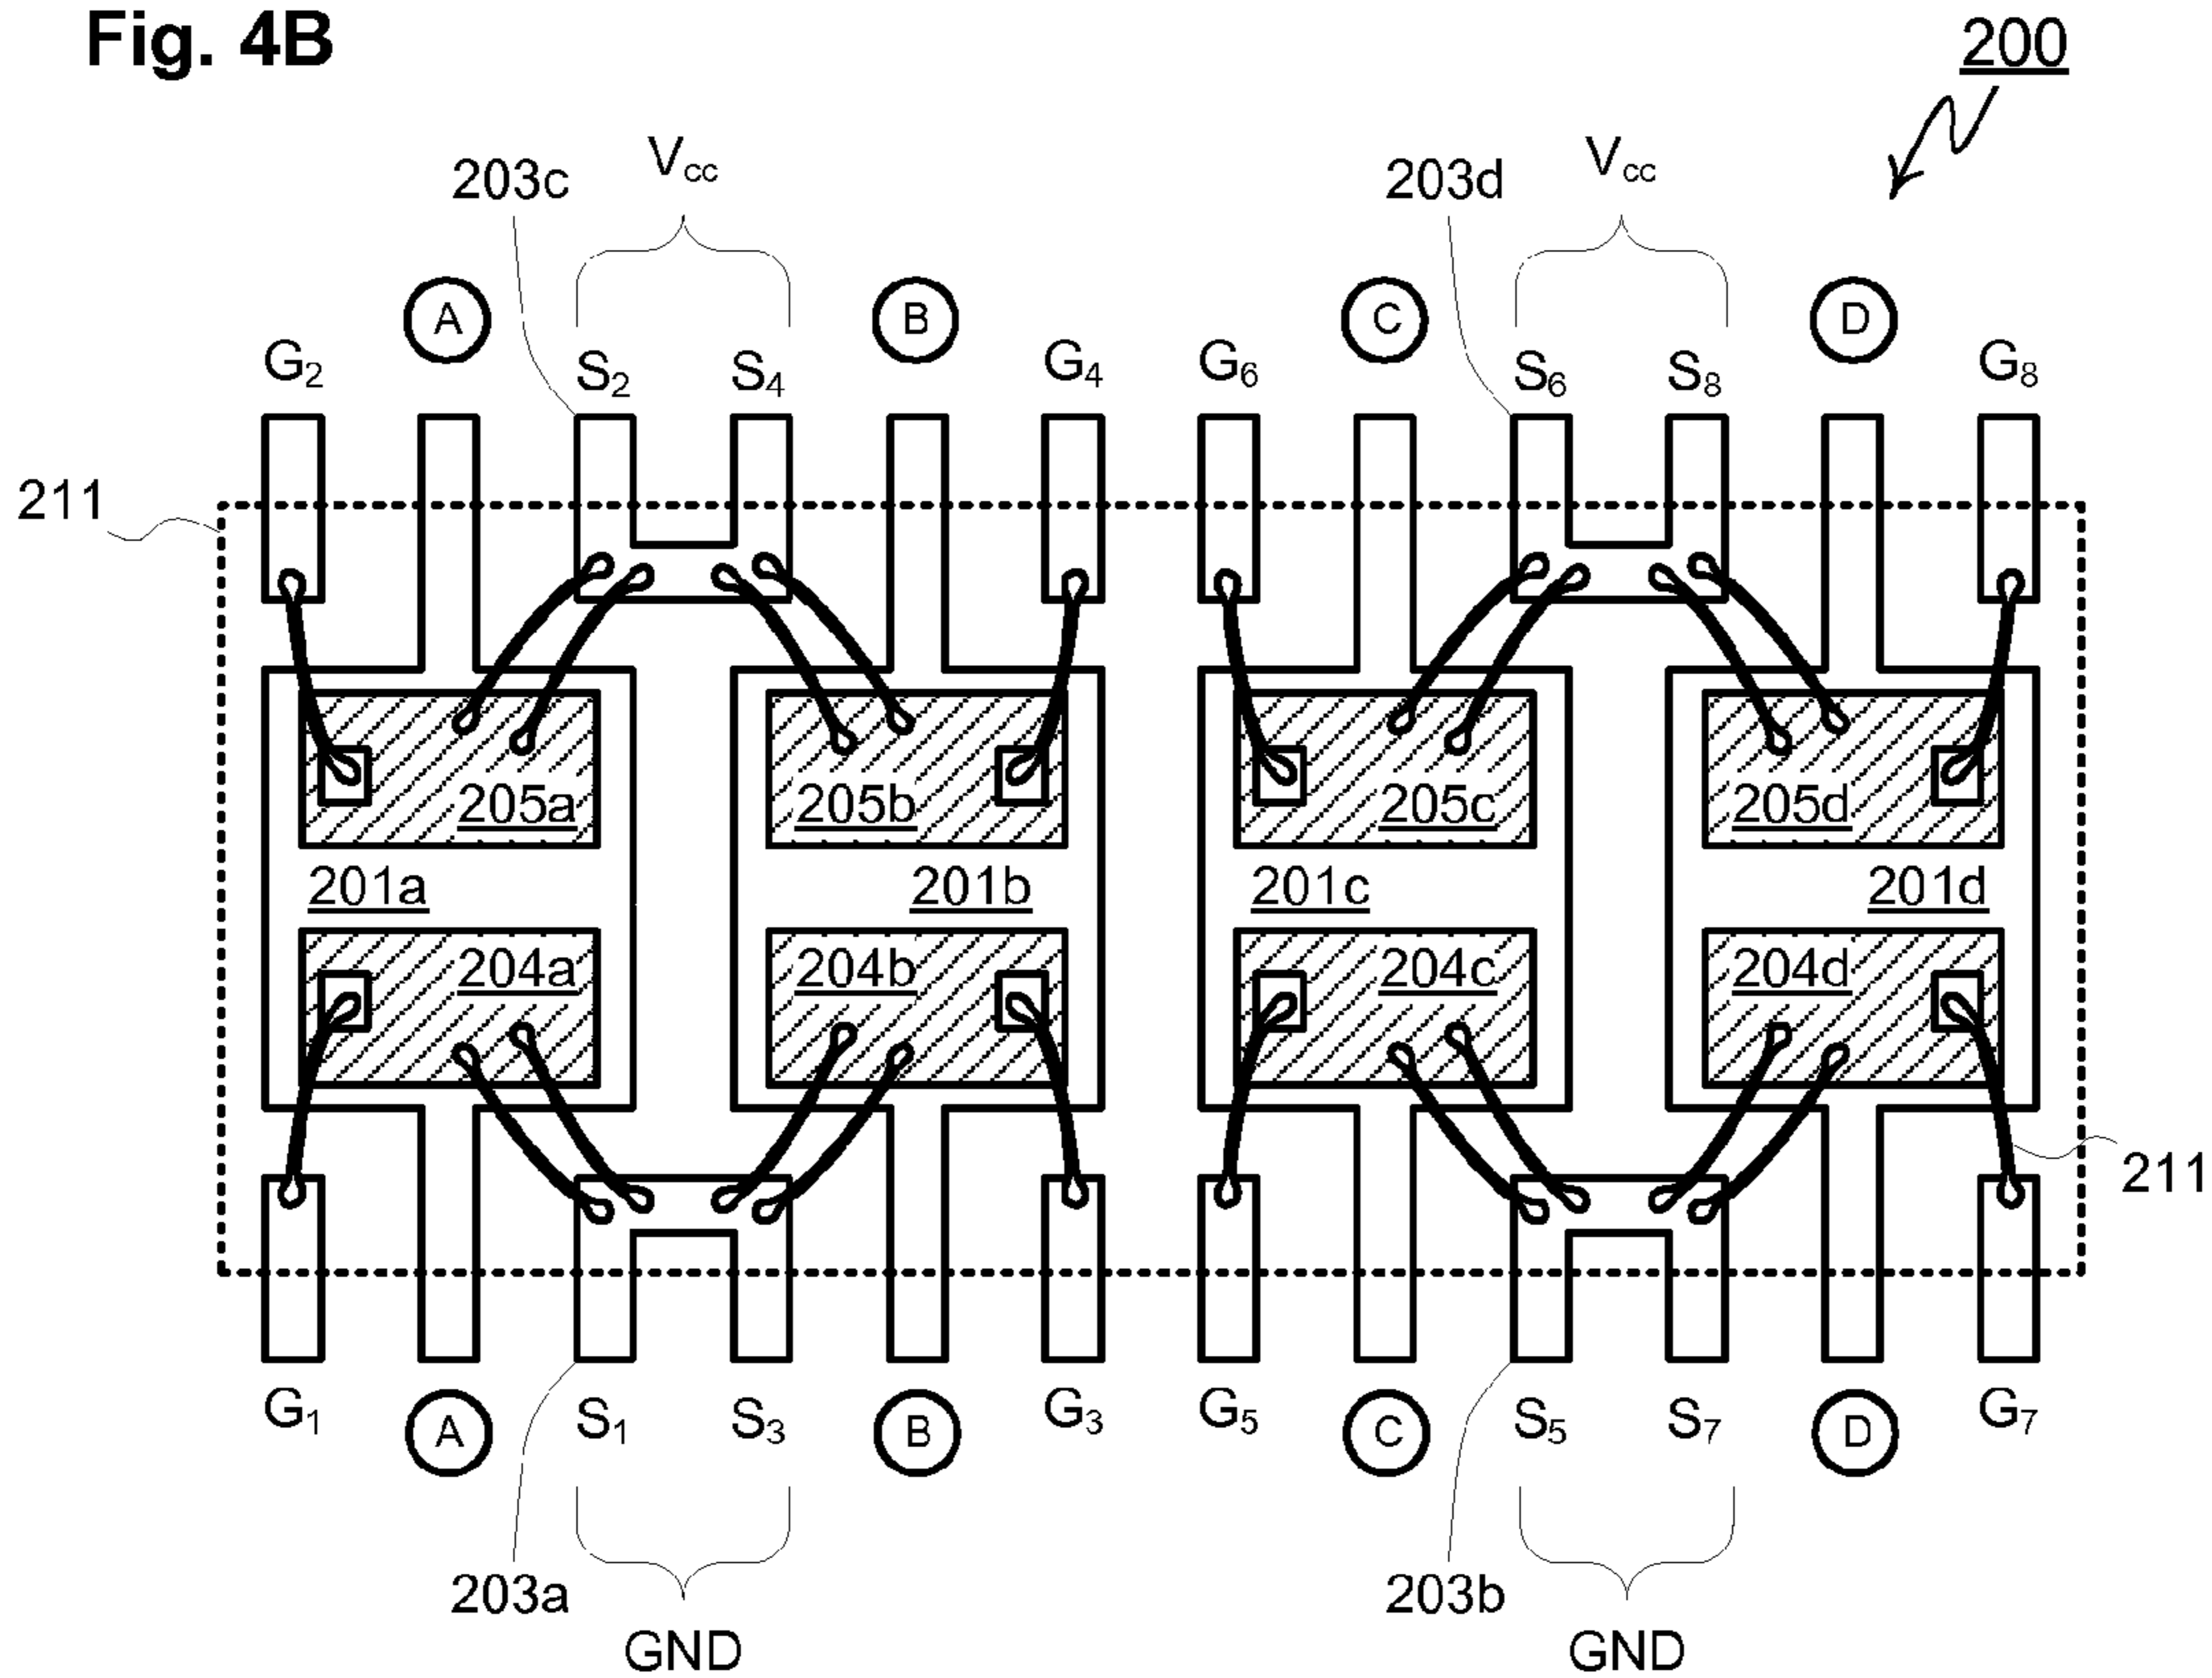 Fig. 4B
200
V_CC V_CC
203c 203d
A B C D
G2 S2 S4 G4 G6 S6 S8 G8
211
205a 205b 205c 205d
201a 201b 201c 201d
204a 204b 204c 204d
211
G1 S1 S3 G3 G5 S5 S7 G7
A B C D
203a 203b
GND GND